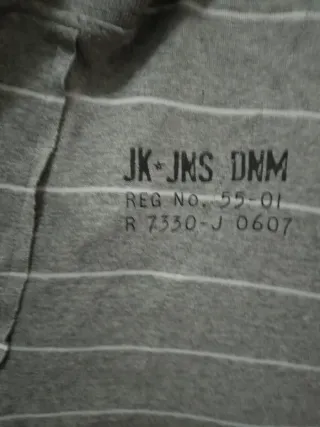 JK★JNS DNM
REG No. 55-01
R 7330-J 0607